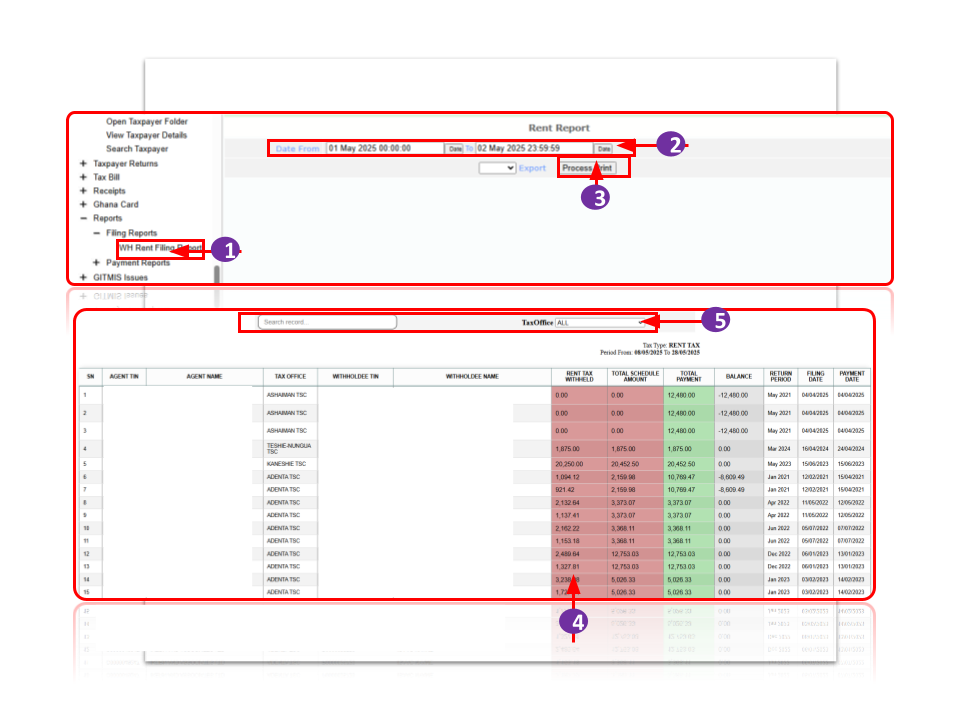 Open Taxpayer Folder
View Taxpayer Details
Search Taxpayer
+ Taxpayer Returns
+ Tax Bill
+ Receipts
+ Ghana Card
− Reports
− Filing Reports
WH Rent Filing Report
+ Payment Reports
+ GITMIS Issues
Rent Report
Date From 01 May 2025 00:00:00 Date To 02 May 2025 23:59:59 Date
Export Process Print
1
2
3
Search record.. TaxOffice ALL
5
Tax Type: RENT TAX
Period From: 08/05/2025 To 28/05/2025
SN AGENT TIN AGENT NAME TAX OFFICE WITHHOLDEE TIN WITHHOLDEE NAME RENT TAX WITHHELD TOTAL SCHEDULE AMOUNT TOTAL PAYMENT BALANCE RETURN PERIOD FILING DATE PAYMENT DATE
1 ASHAIMAN TSC 0.00 0.00 12,480.00 -12,480.00 May 2021 04/04/2025 04/04/2025
2 ASHAIMAN TSC 0.00 0.00 12,480.00 -12,480.00 May 2021 04/04/2025 04/04/2025
3 ASHAIMAN TSC 0.00 0.00 12,480.00 -12,480.00 May 2021 04/04/2025 04/04/2025
4 TESHIE-NUNGUA TSC 1,875.00 1,875.00 1,875.00 0.00 Mar 2024 16/04/2024 24/04/2024
5 KANESHIE TSC 20,250.00 20,452.50 20,452.50 0.00 May 2023 15/06/2023 15/06/2023
6 ADENTA TSC 1,094.12 2,159.98 10,769.47 -8,609.49 Jan 2021 12/02/2021 15/04/2021
7 ADENTA TSC 921.42 2,159.98 10,769.47 -8,609.49 Jan 2021 12/02/2021 15/04/2021
8 ADENTA TSC 2,132.64 3,373.07 3,373.07 0.00 Apr 2022 11/05/2022 12/05/2022
9 ADENTA TSC 1,137.41 3,373.07 3,373.07 0.00 Apr 2022 11/05/2022 12/05/2022
10 ADENTA TSC 2,162.22 3,368.11 3,368.11 0.00 Jun 2022 05/07/2022 07/07/2022
11 ADENTA TSC 1,153.18 3,368.11 3,368.11 0.00 Jun 2022 05/07/2022 07/07/2022
12 ADENTA TSC 2,489.64 12,753.03 12,753.03 0.00 Dec 2022 06/01/2023 13/01/2023
13 ADENTA TSC 1,327.81 12,753.03 12,753.03 0.00 Dec 2022 06/01/2023 13/01/2023
14 ADENTA TSC 5,026.33 5,026.33 0.00 Jan 2023 03/02/2023 14/02/2023
15 ADENTA TSC 5,026.33 5,026.33 0.00 Jan 2023 03/02/2023 14/02/2023
4